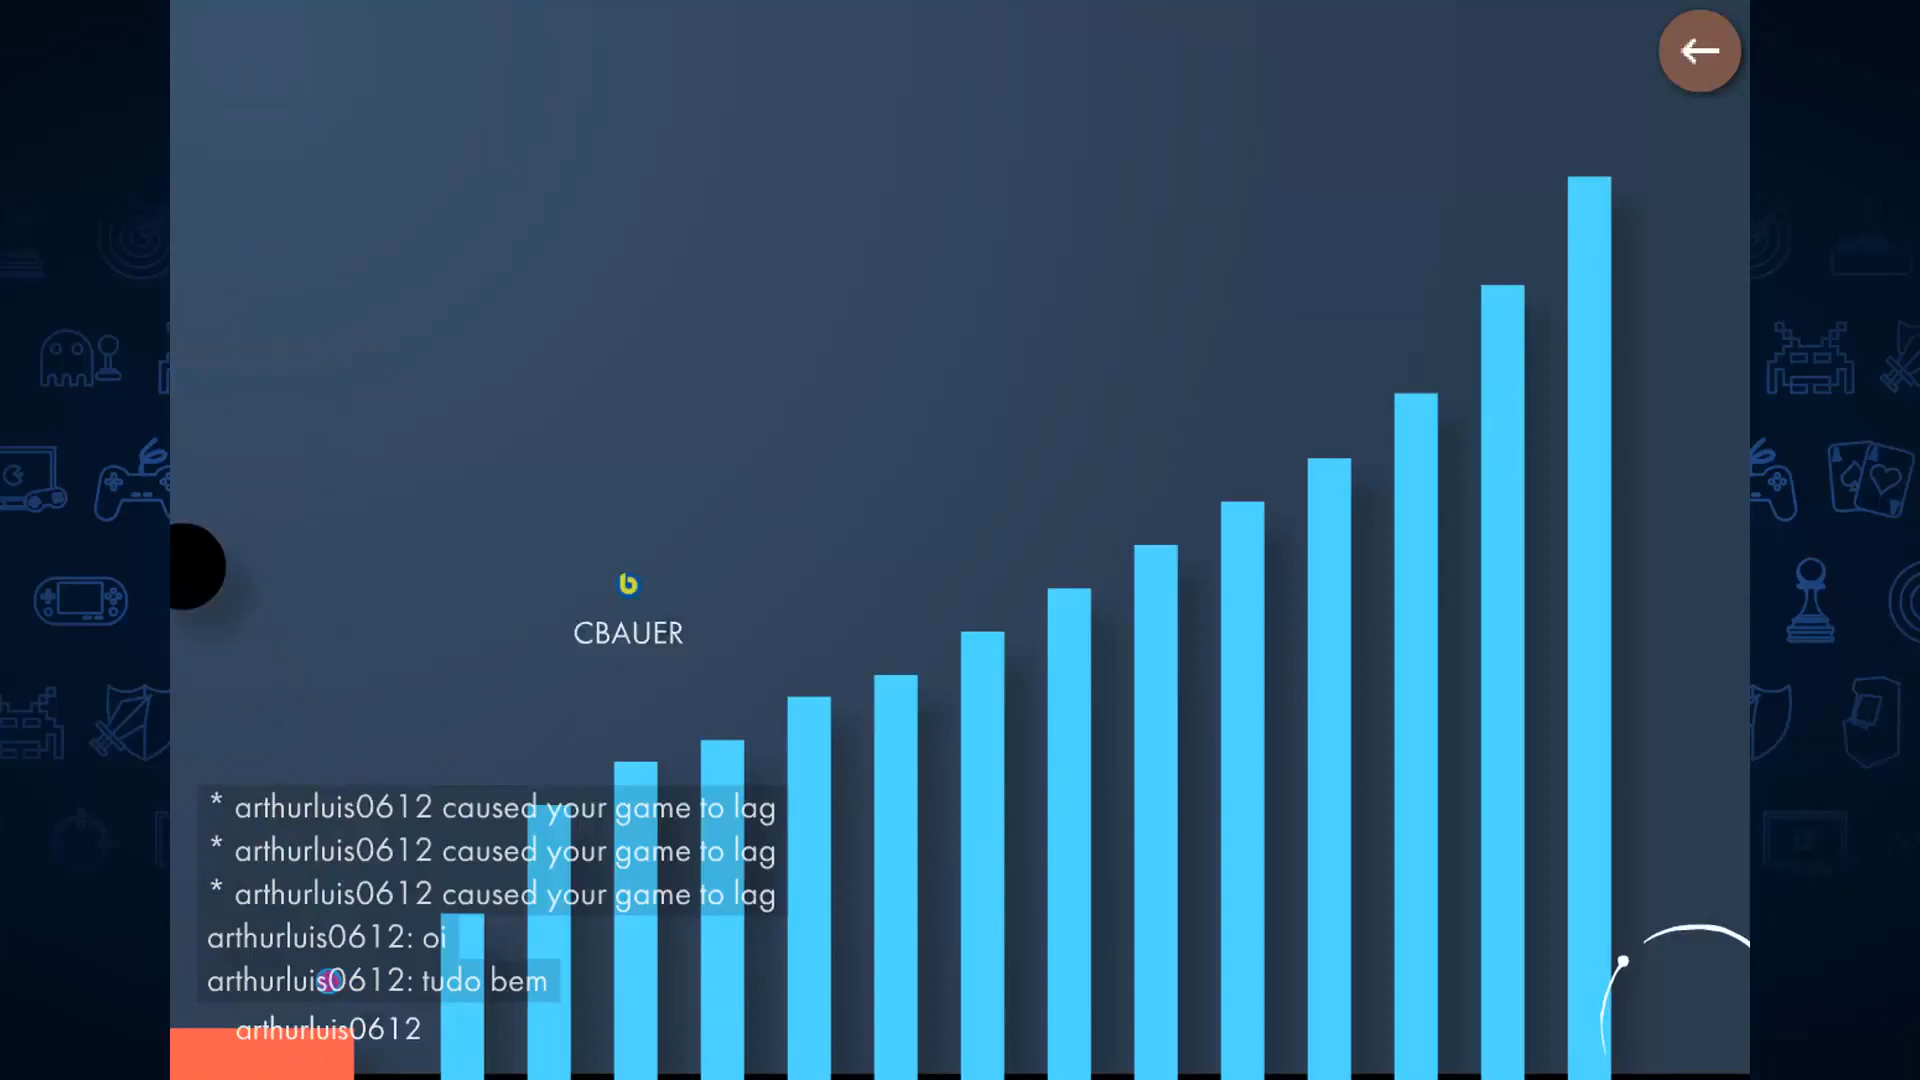 CBAUER
* arthurluis0612 caused your game to lag
* arthurluis0612 caused your game to lag
* arthurluis0612 caused your game to lag
arthurluis0612: oi
arthurluis0612: tudo bem
arthurluis0612